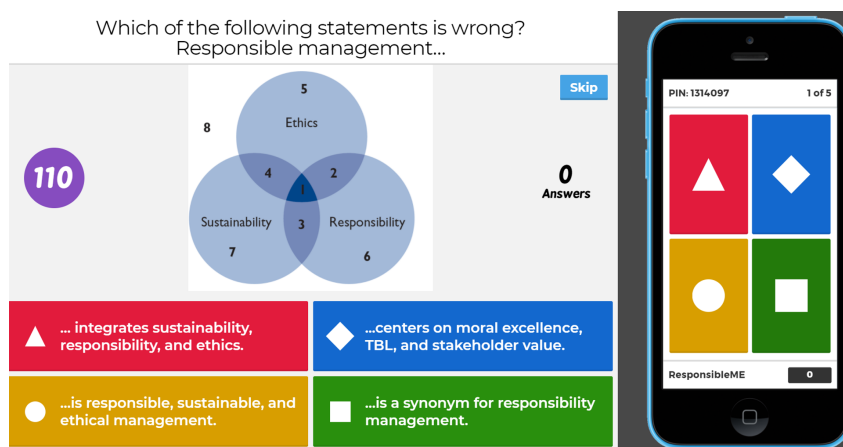 Which of the following statements is wrong?
Responsible management...
Skip
110
0
Answers
5
Ethics
8
4
2
1
Sustainability
3
Responsibility
7
6
... integrates sustainability,
responsibility, and ethics.
...centers on moral excellence,
TBL, and stakeholder value.
...is responsible, sustainable, and
ethical management.
...is a synonym for responsibility
management.
PIN: 1314097
1 of 5
ResponsibleME
0